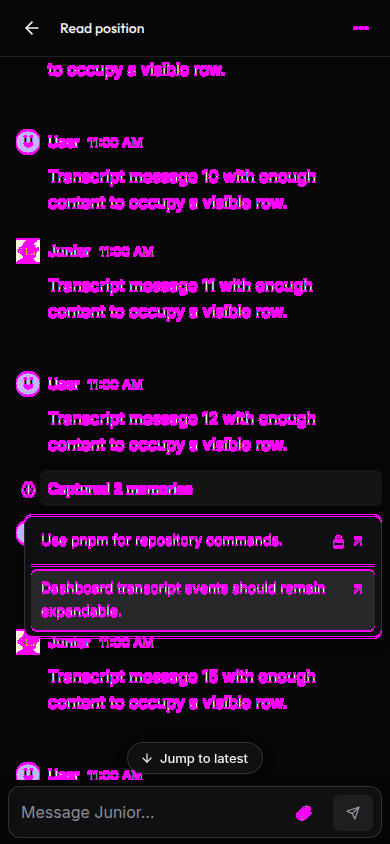 Read position
to occupy a visible row.
User 11:00 AM
Transcript message 10 with enough
content to occupy a visible row.
Junior 11:00 AM
Transcript message 11 with enough
content to occupy a visible row.
User 11:00 AM
Transcript message 12 with enough
content to occupy a visible row.
Captured 2 memories
Use pnpm for repository commands.
Dashboard transcript events should remain
expandable.
Junior 11:00 AM
Transcript message 15 with enough
content to occupy a visible row.
Jump to latest
User 11:00 AM
Message Junior...